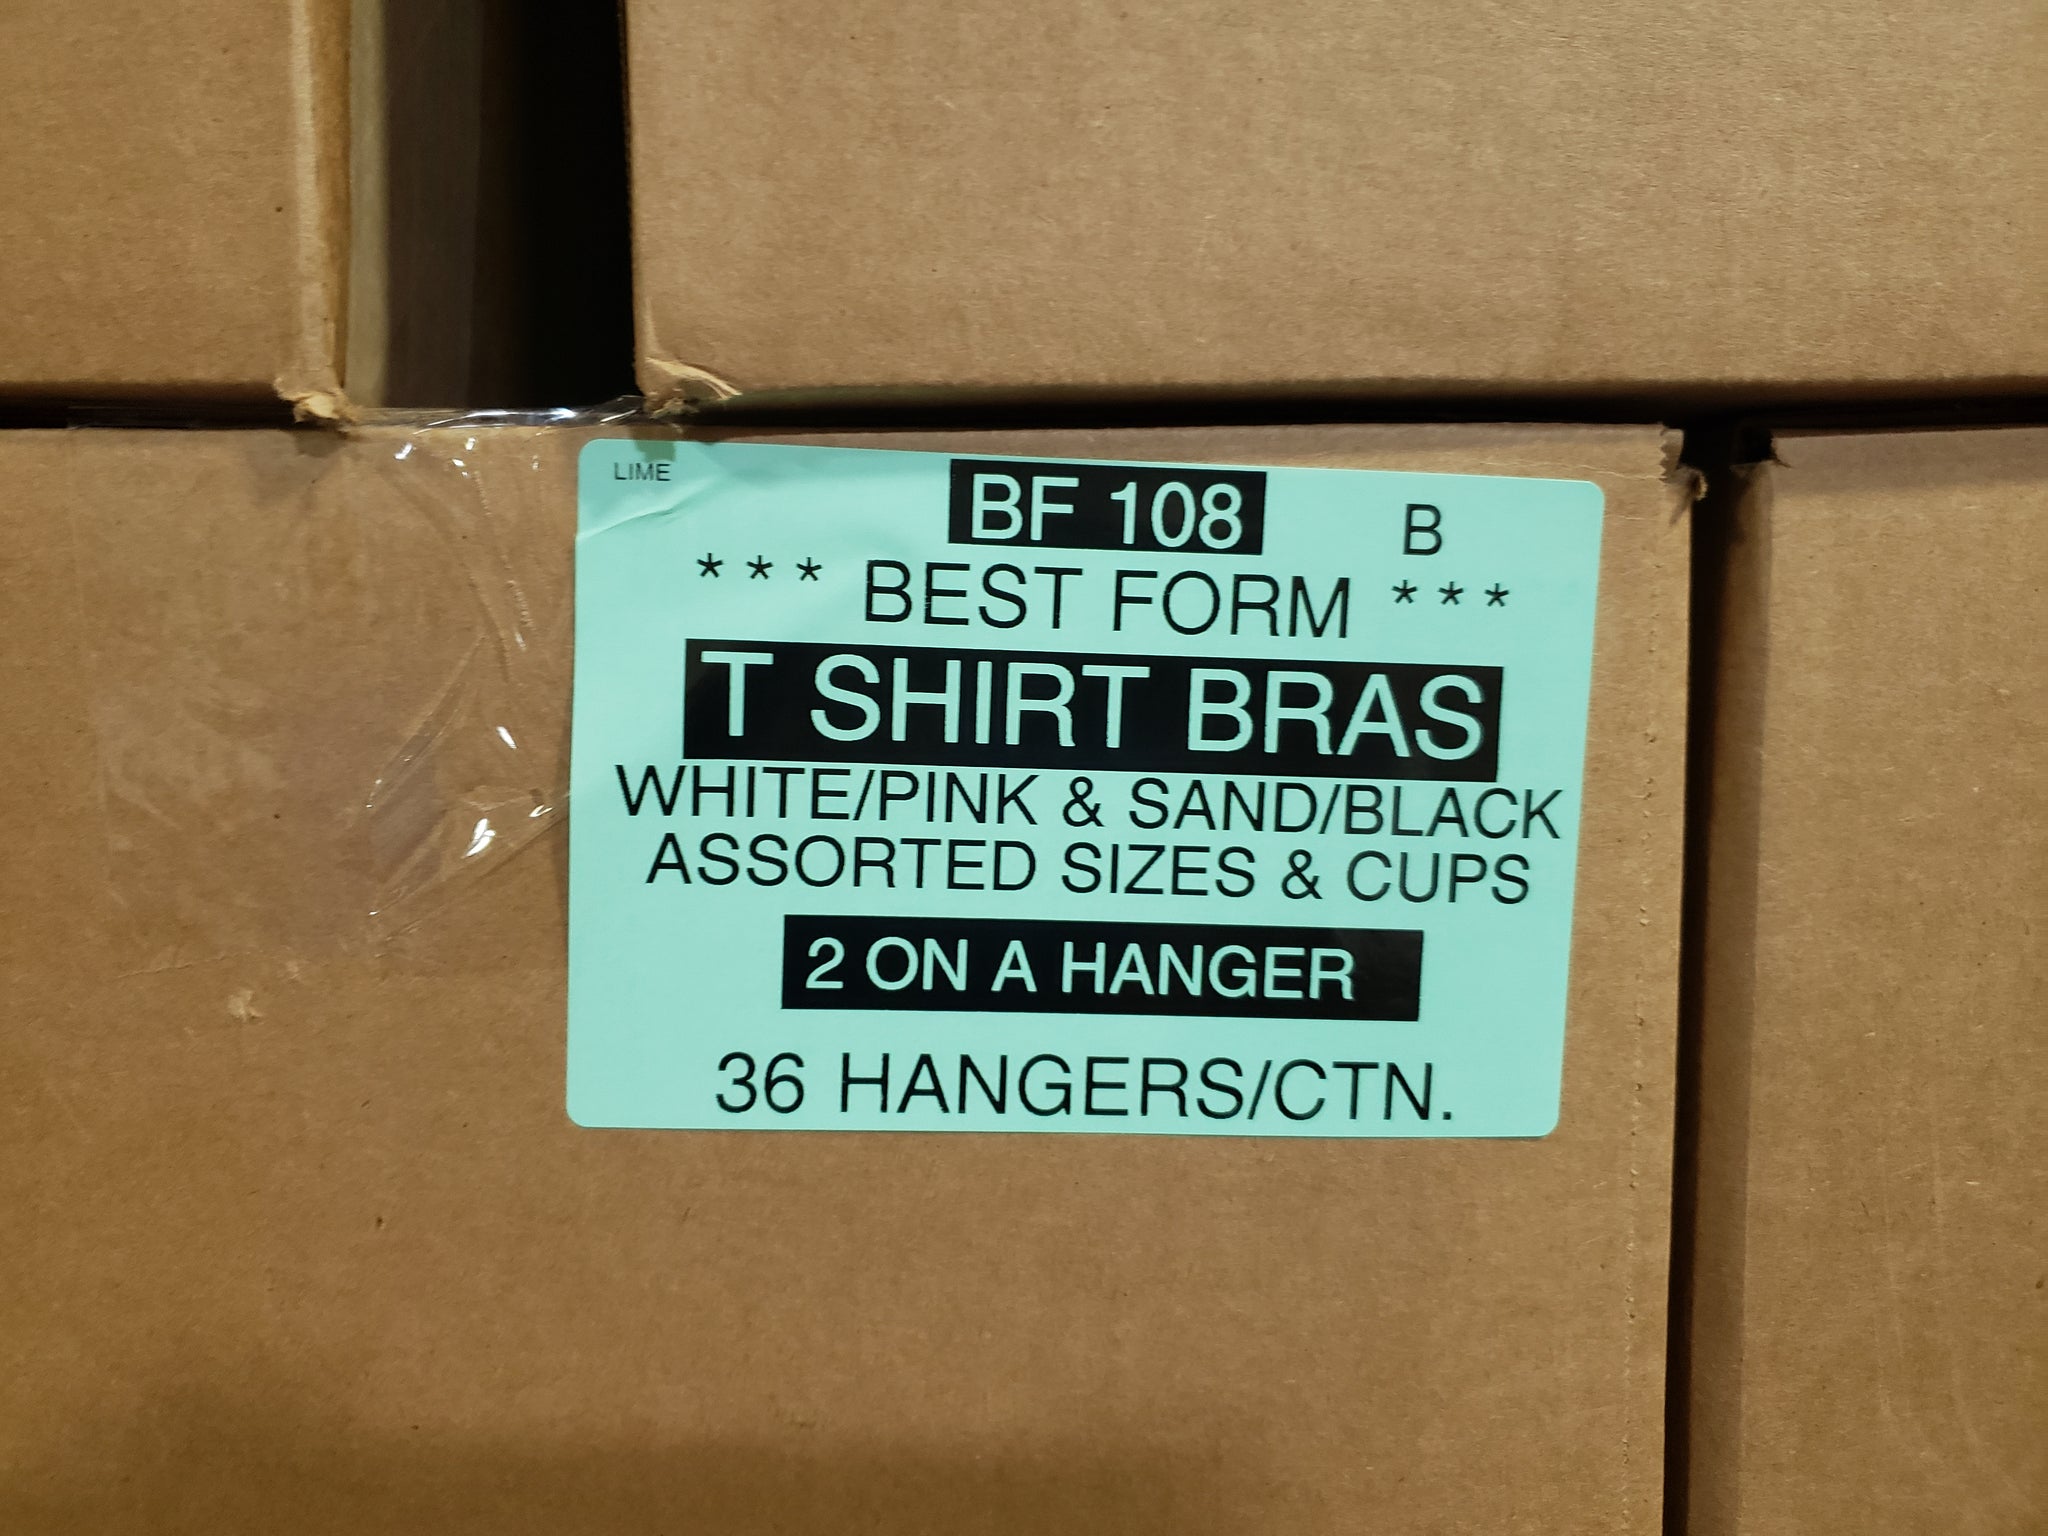 LIME
BF 108 B
*** BEST FORM ***
T SHIRT BRAS
WHITE/PINK & SAND/BLACK
ASSORTED SIZES & CUPS
2 ON A HANGER
36 HANGERS/CTN.